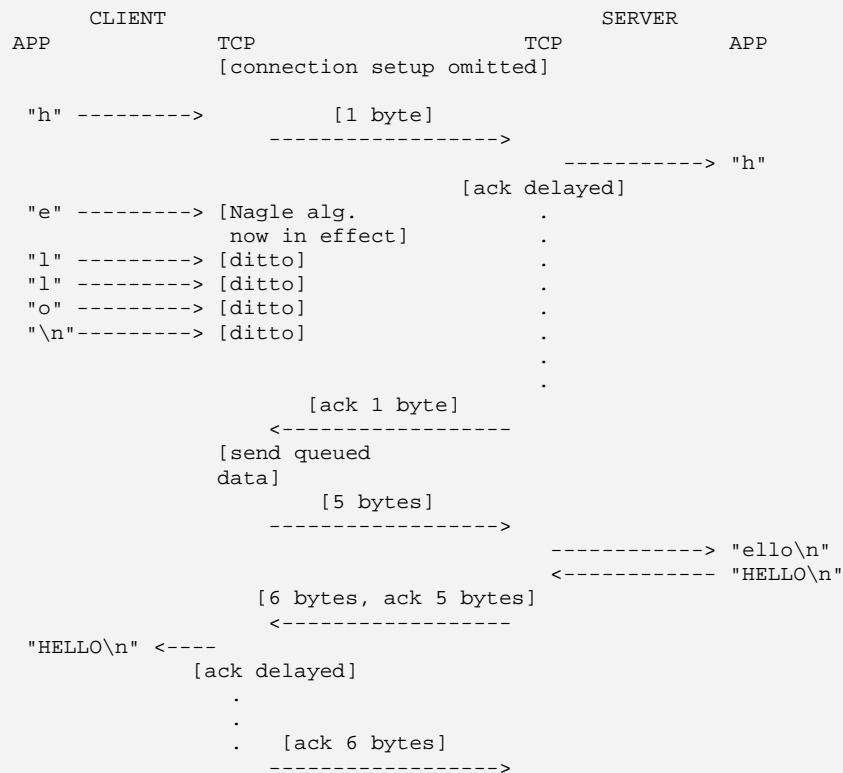 CLIENT SERVER
APP TCP TCP APP
[connection setup omitted]
"h" ---------> [1 byte]
------------------>
-----------> "h"
[ack delayed]
"e" ---------> [Nagle alg. .
now in effect] .
"l" ---------> [ditto] .
"l" ---------> [ditto] .
"o" ---------> [ditto] .
"\n"---------> [ditto] .
.
.
[ack 1 byte]
<------------------
[send queued
data]
[5 bytes]
------------------>
------------> "ello\n"
<------------ "HELLO\n"
[6 bytes, ack 5 bytes]
<------------------
"HELLO\n" <----
[ack delayed]
.
.
. [ack 6 bytes]
------------------>